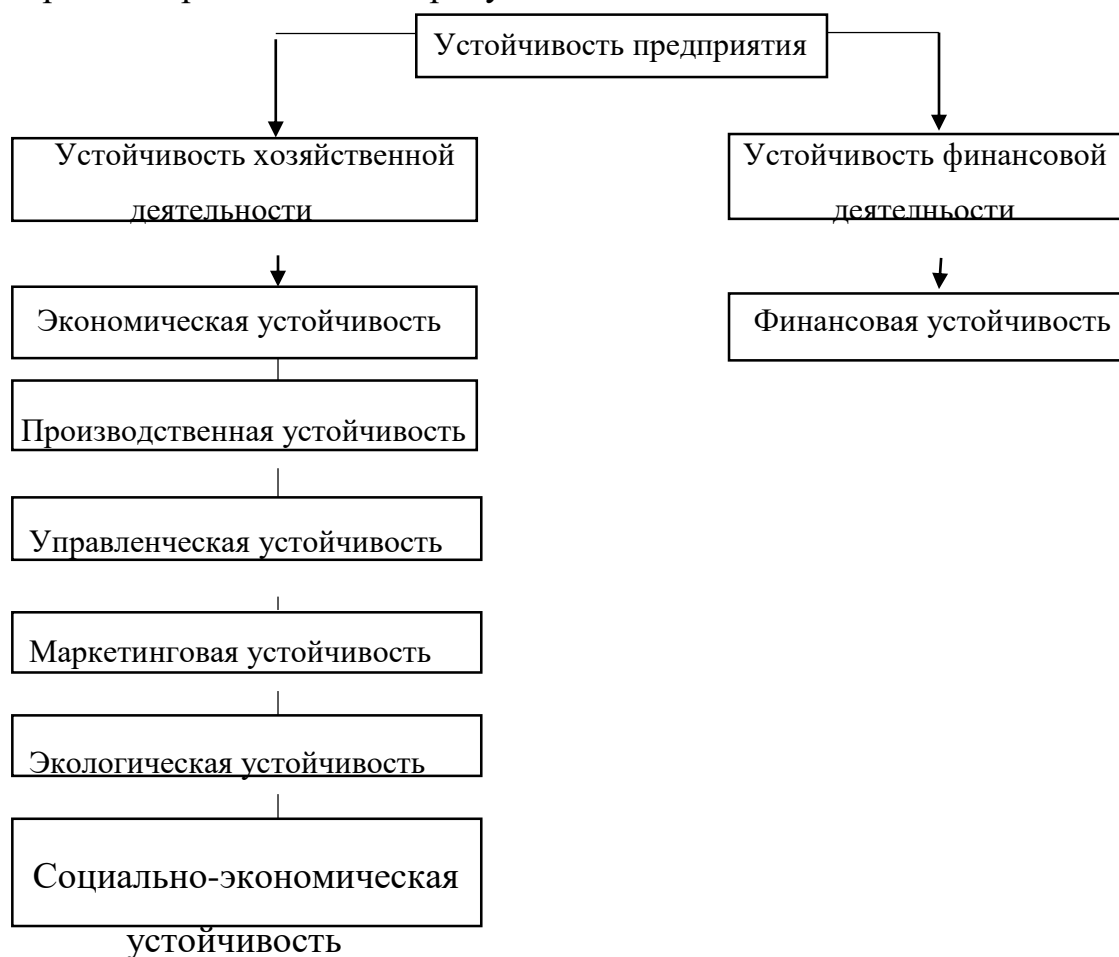 Устойчивость предприятия
Устойчивость хозяйственной
деятельности
Устойчивость финансовой
деятелньости
Экономическая устойчивость
Финансовая устойчивость
Производственная устойчивость
Управленческая устойчивость
Маркетинговая устойчивость
Экологическая устойчивость
Социально-экономическая
устойчивость